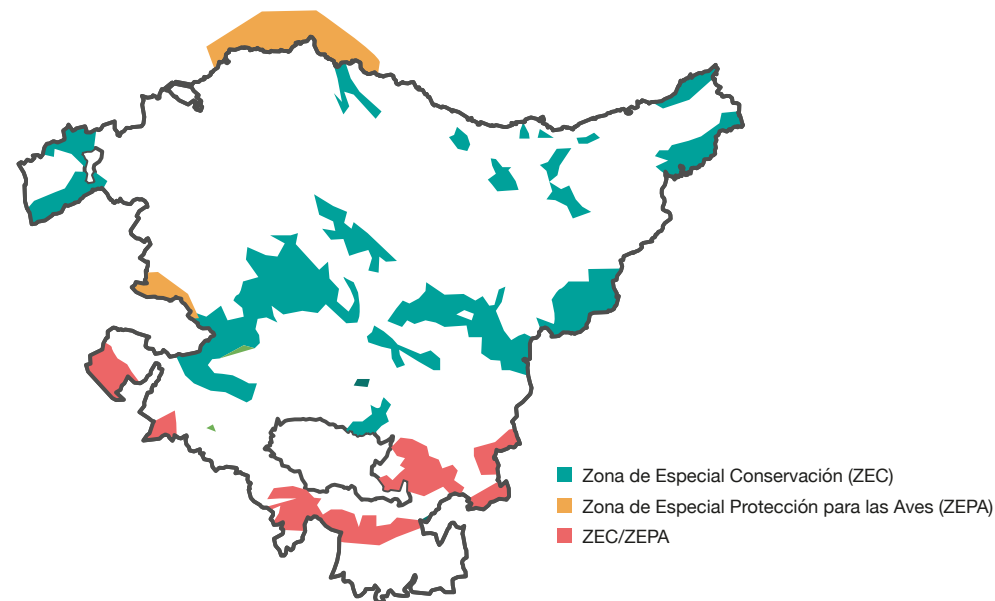 Zona de Especial Conservación (ZEC)
Zona de Especial Protección para las Aves (ZEPA)
ZEC/ZEPA